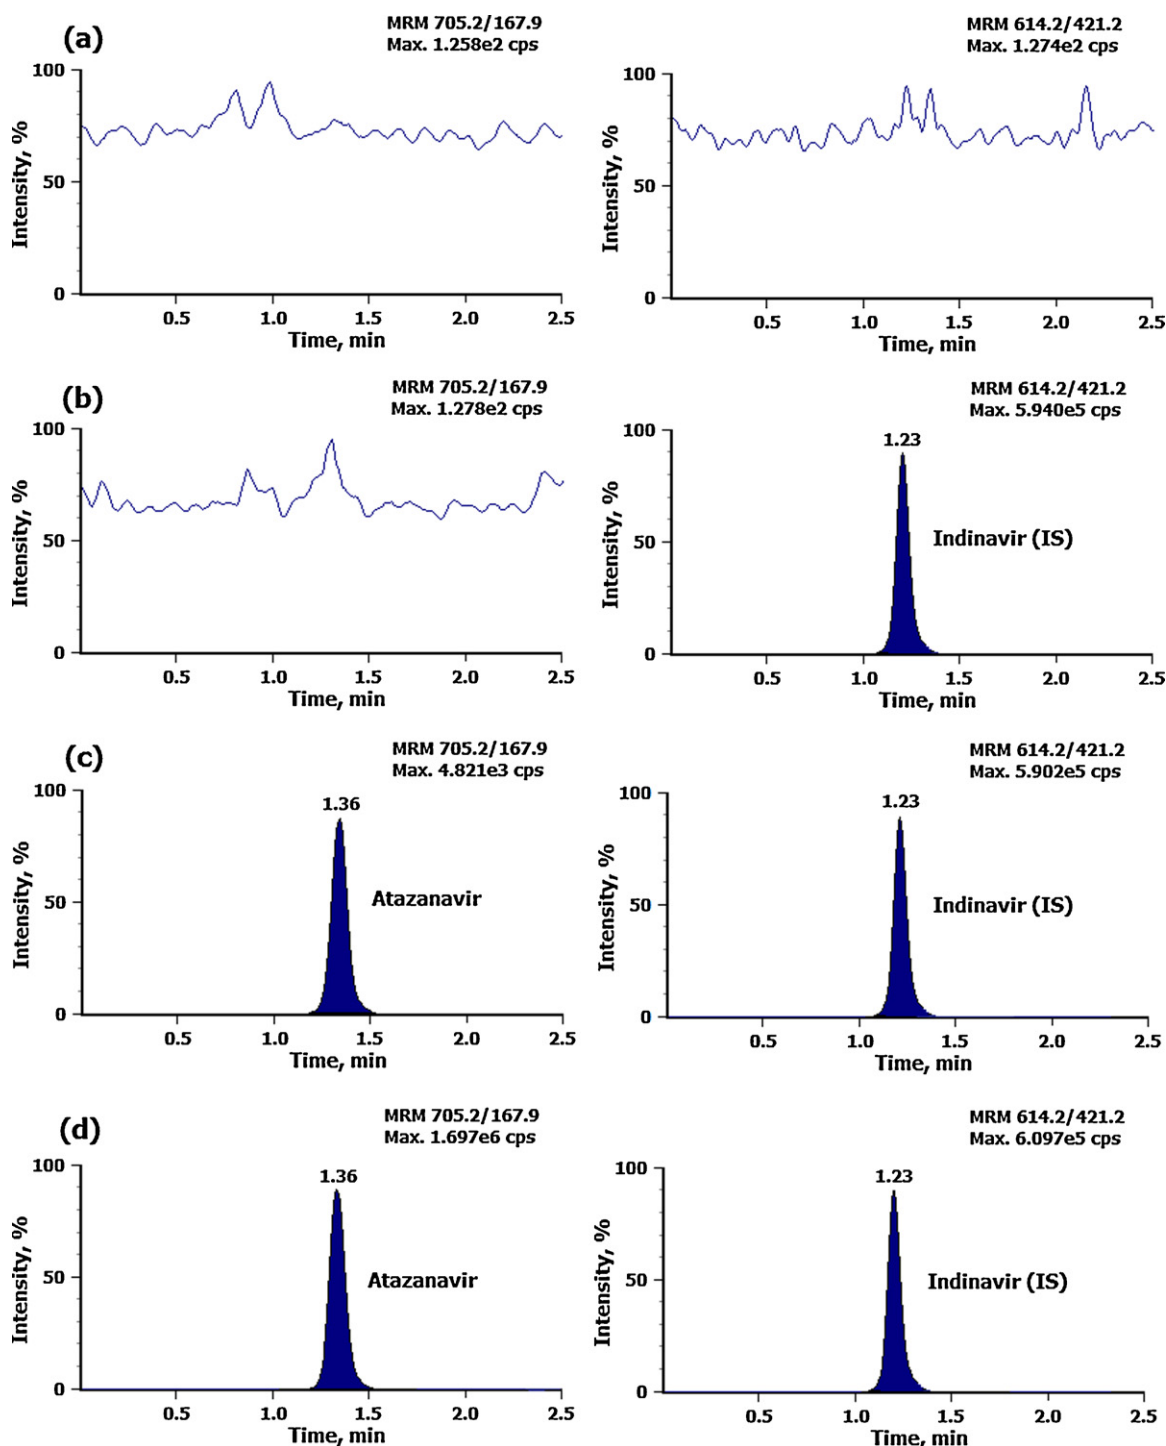 (a)
MRM 705.2/167.9
Max. 1.258e2 cps
100
50
0
Intensity, %
0.5 1.0 1.5 2.0 2.5
Time, min
MRM 614.2/421.2
Max. 1.274e2 cps
100
50
0
Intensity, %
0.5 1.0 1.5 2.0 2.5
Time, min
(b)
MRM 705.2/167.9
Max. 1.278e2 cps
100
50
0
Intensity, %
0.5 1.0 1.5 2.0 2.5
Time, min
MRM 614.2/421.2
Max. 5.940e5 cps
100
50
0
Intensity, %
1.23
Indinavir (IS)
0.5 1.0 1.5 2.0 2.5
Time, min
(c)
MRM 705.2/167.9
Max. 4.821e3 cps
100
50
0
Intensity, %
1.36
Atazanavir
0.5 1.0 1.5 2.0 2.5
Time, min
MRM 614.2/421.2
Max. 5.902e5 cps
100
50
0
Intensity, %
1.23
Indinavir (IS)
0.5 1.0 1.5 2.0 2.5
Time, min
(d)
MRM 705.2/167.9
Max. 1.697e6 cps
100
50
0
Intensity, %
1.36
Atazanavir
0.5 1.0 1.5 2.0 2.5
Time, min
MRM 614.2/421.2
Max. 6.097e5 cps
100
50
0
Intensity, %
1.23
Indinavir (IS)
0.5 1.0 1.5 2.0 2.5
Time, min